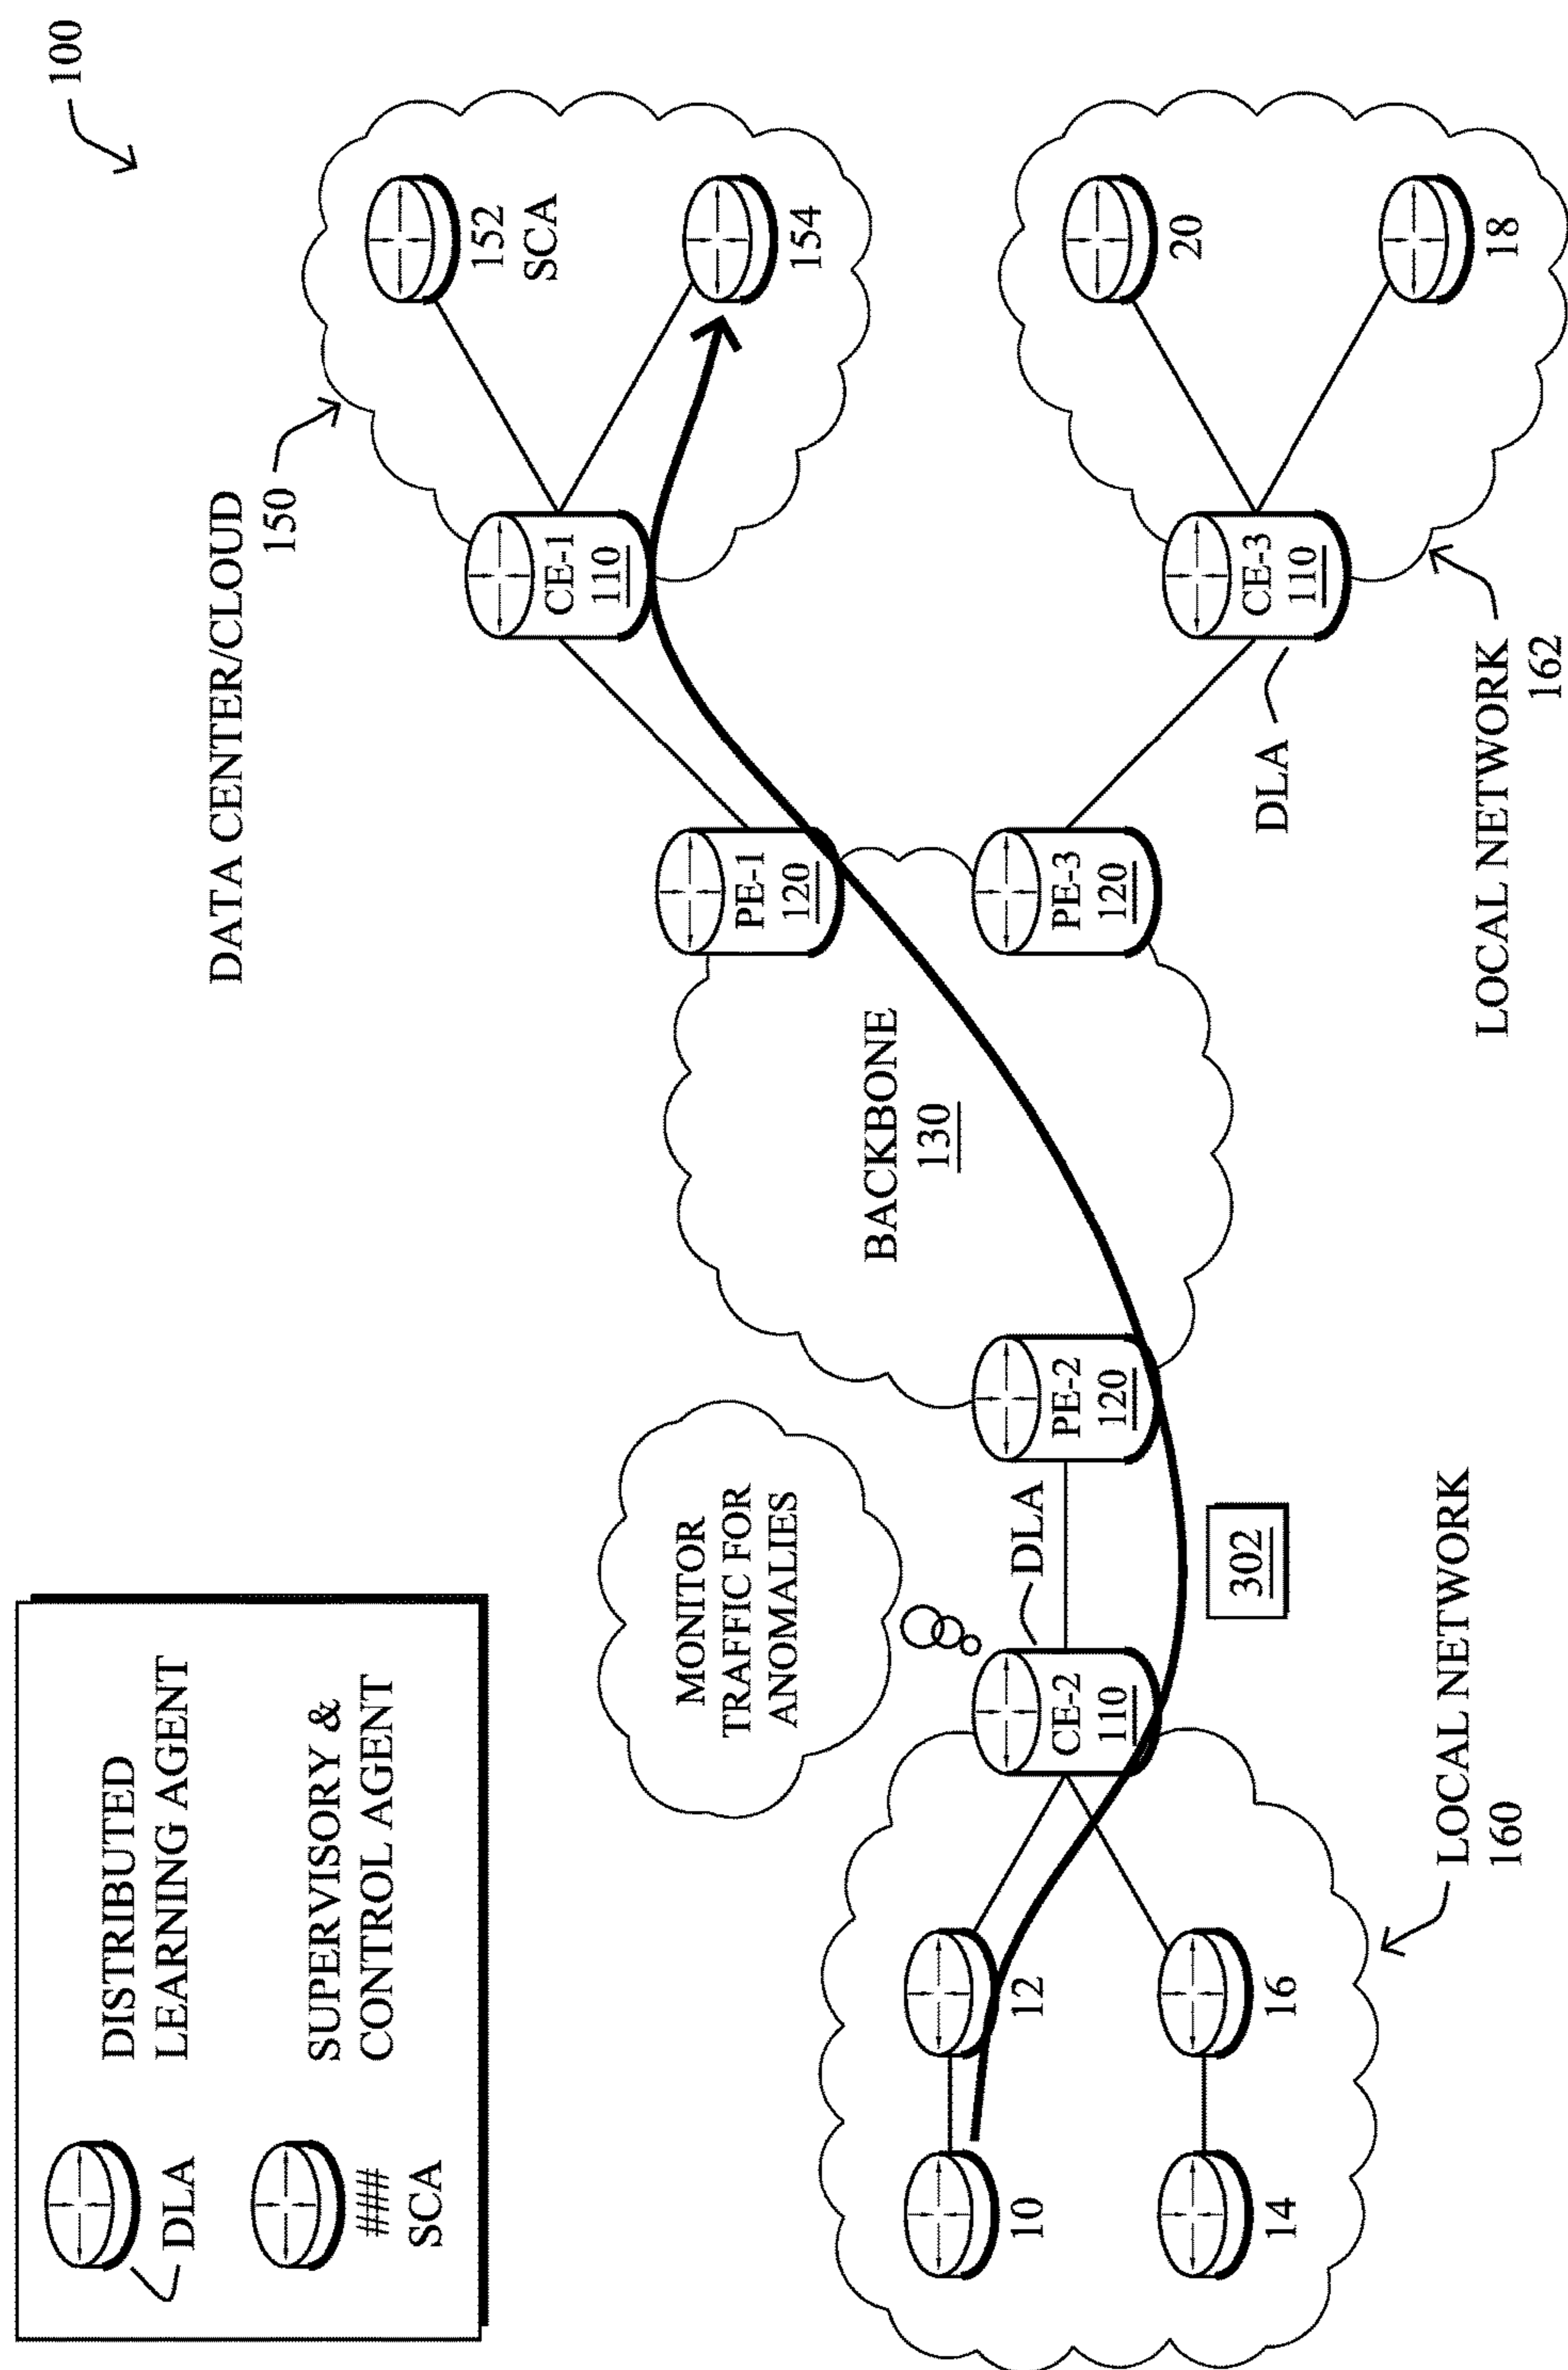 100
DISTRIBUTED
LEARNING AGENT
DLA
SUPERVISORY &
CONTROL AGENT
###
SCA
DATA CENTER/CLOUD
150
152
SCA
154
CE-1
110
PE-1
120
MONITOR
TRAFFIC FOR
ANOMALIES
BACKBONE
130
10
12
14
16
CE-2
110
DLA
PE-2
120
302
PE-3
120
CE-3
110
DLA
20
18
LOCAL NETWORK
160
LOCAL NETWORK
162